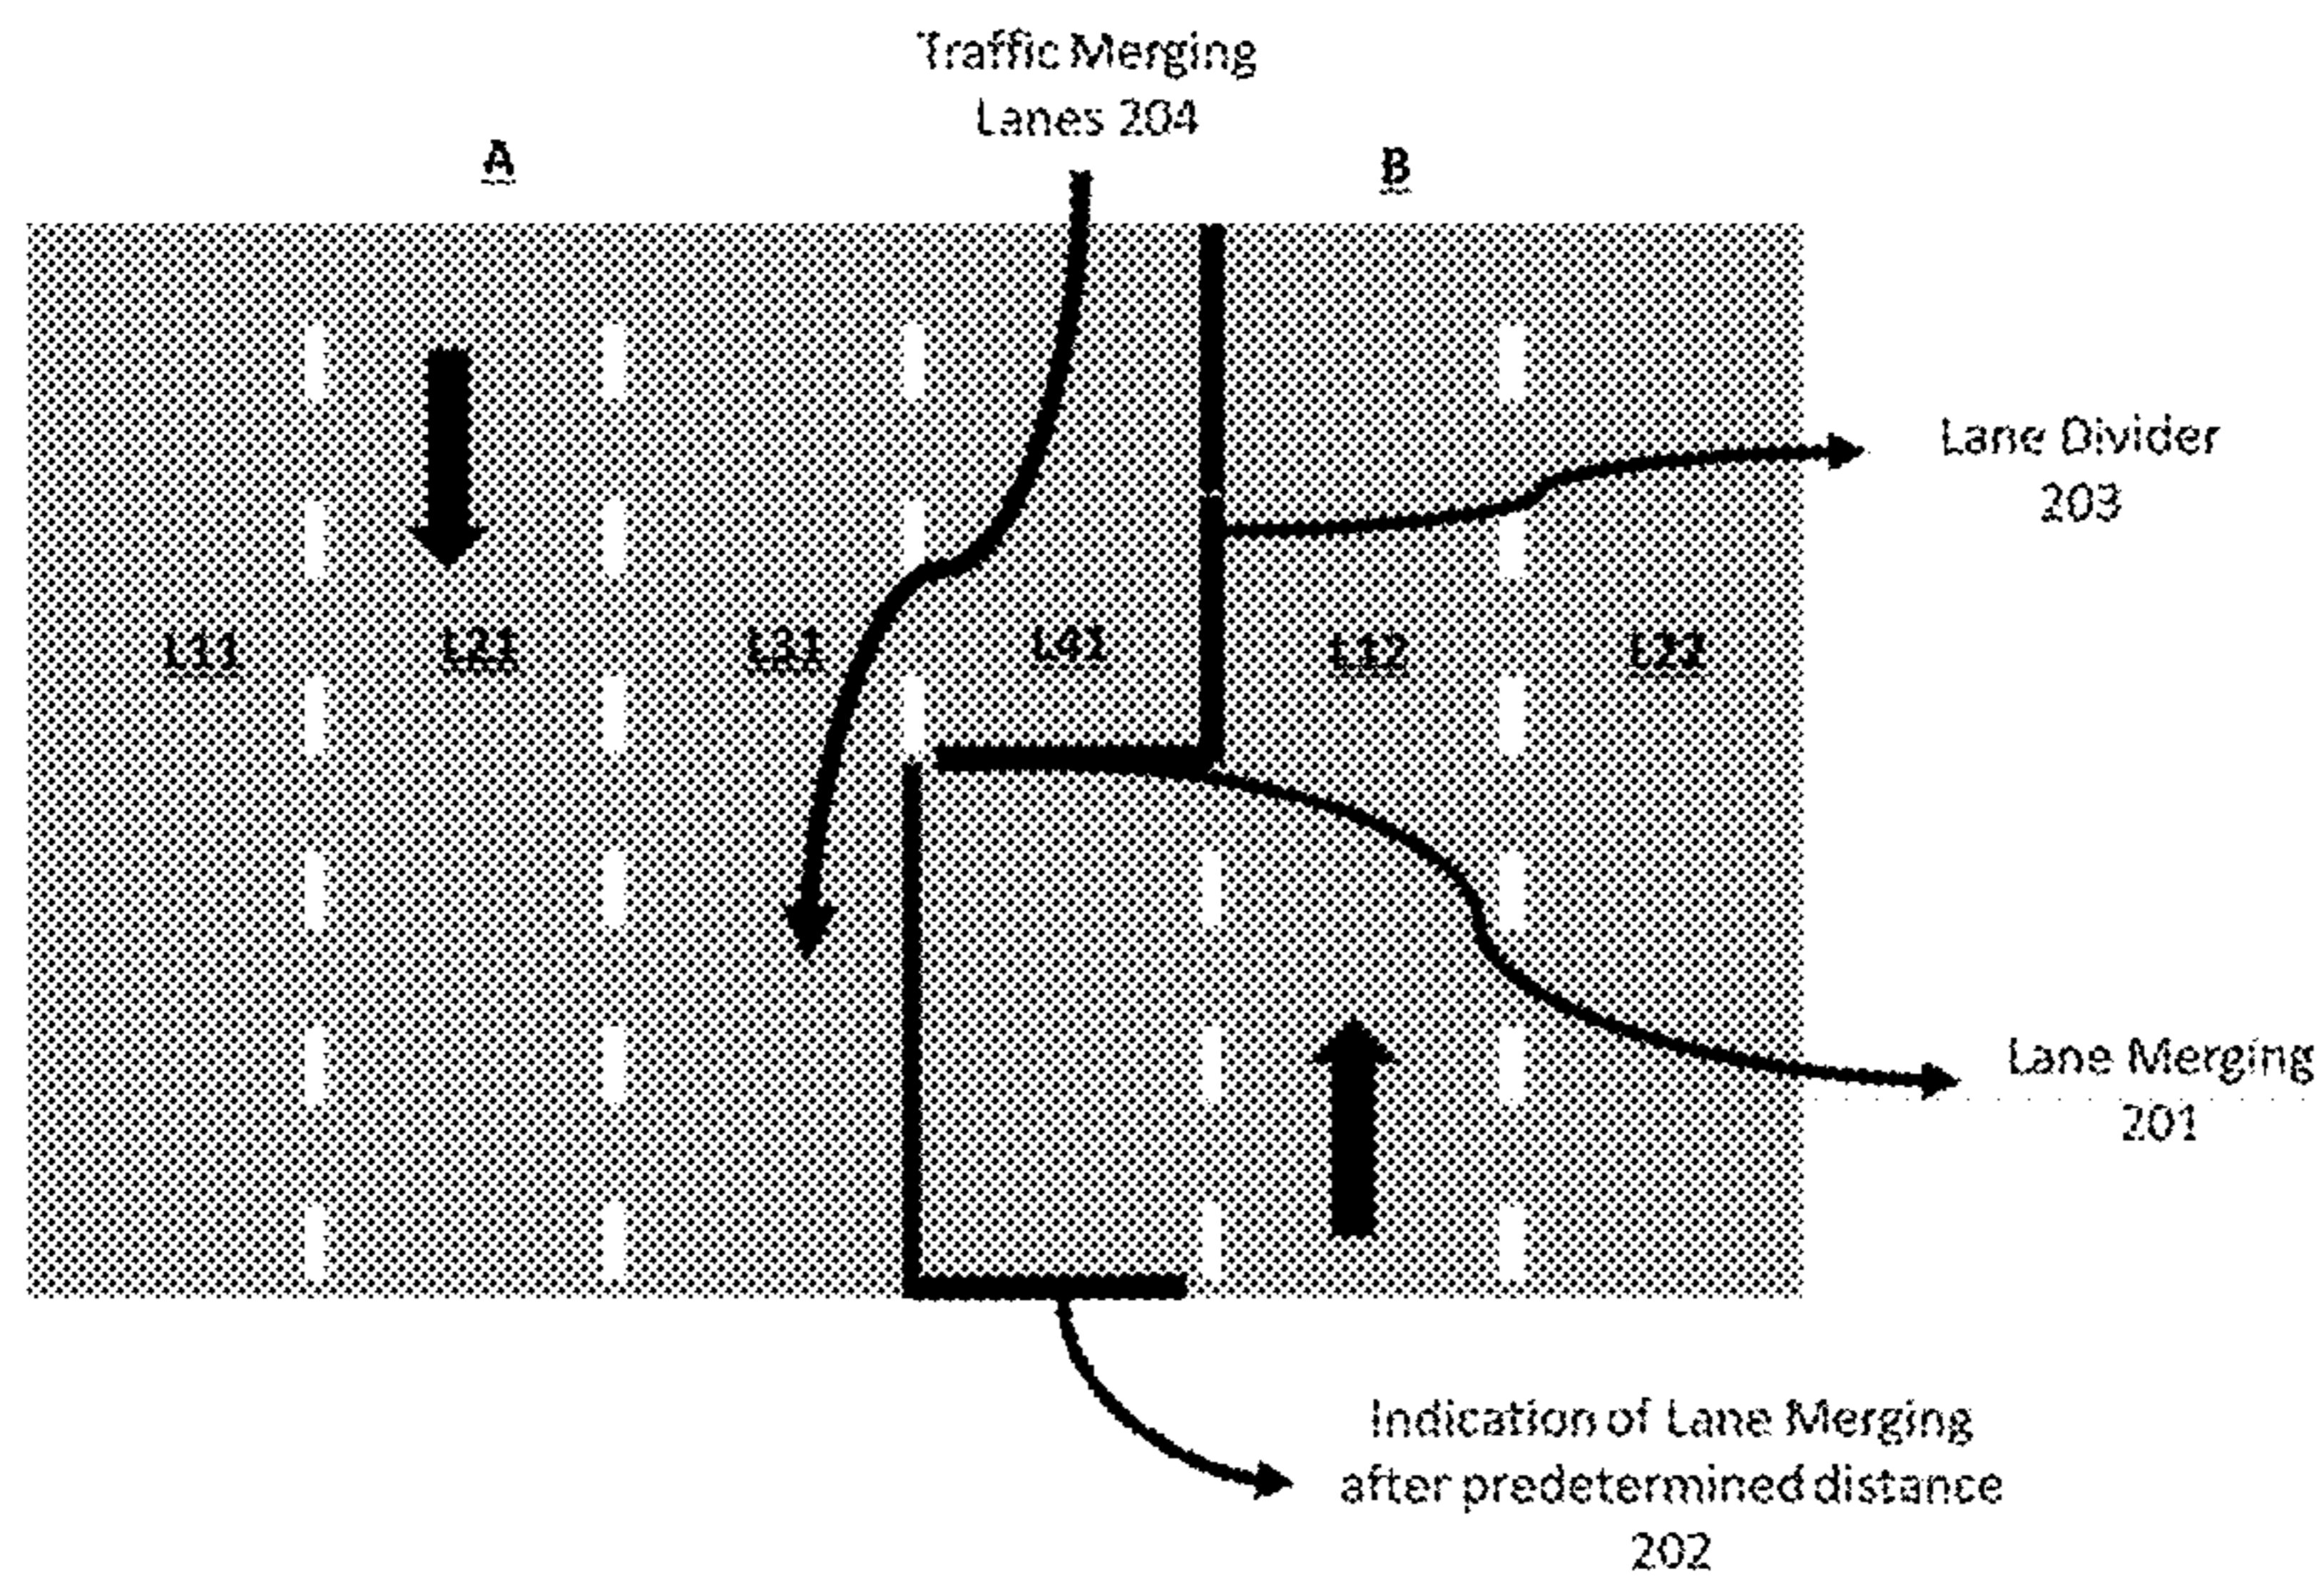 Traffic Merging
Lanes 204
A
B
Lane Divider
203
L11
L21
L31
L41
L12
L22
Lane Merging
201
Indication of Lane Merging
after predetermined distance
202